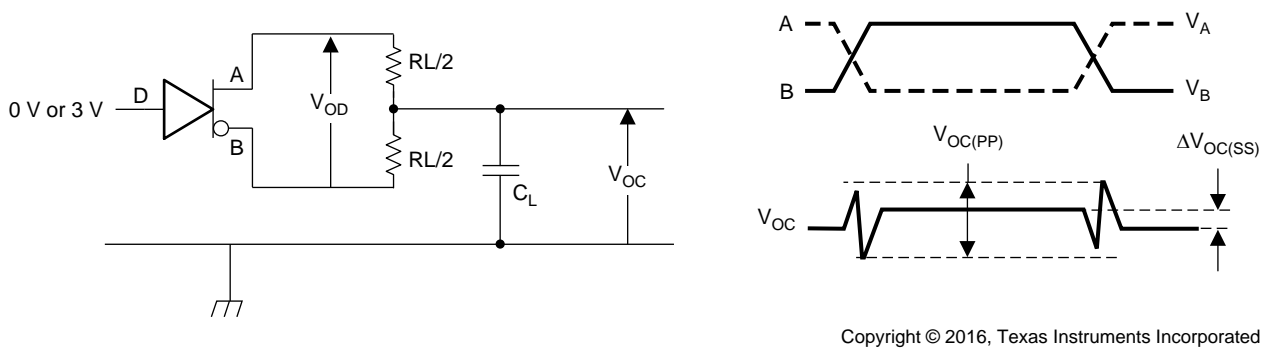 0 V or 3 V
D
A
B
V_OD
RL/2
RL/2
C_L
V_OC
A
B
V_A
V_B
V_OC(PP)
ΔV_OC(SS)
V_OC
Copyright © 2016, Texas Instruments Incorporated